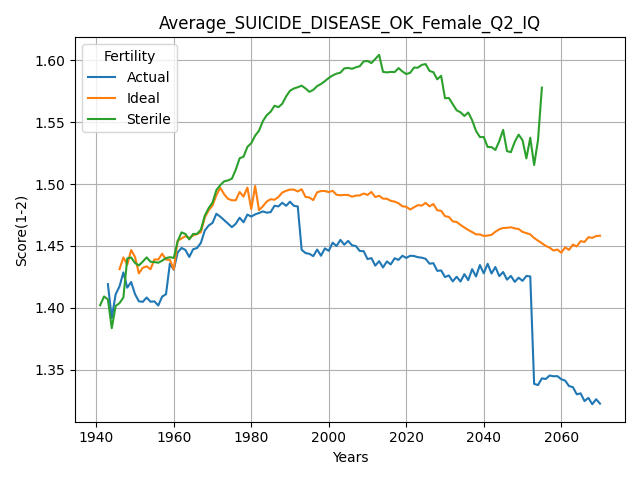 Average_SUICIDE_DISEASE_OK_Female_Q2_IQ
Score(1-2)
1.60
1.55
1.50
1.45
1.40
1.35
Fertility
Actual
Ideal
Sterile
1940
1960
1980
2000
2020
2040
2060
Years